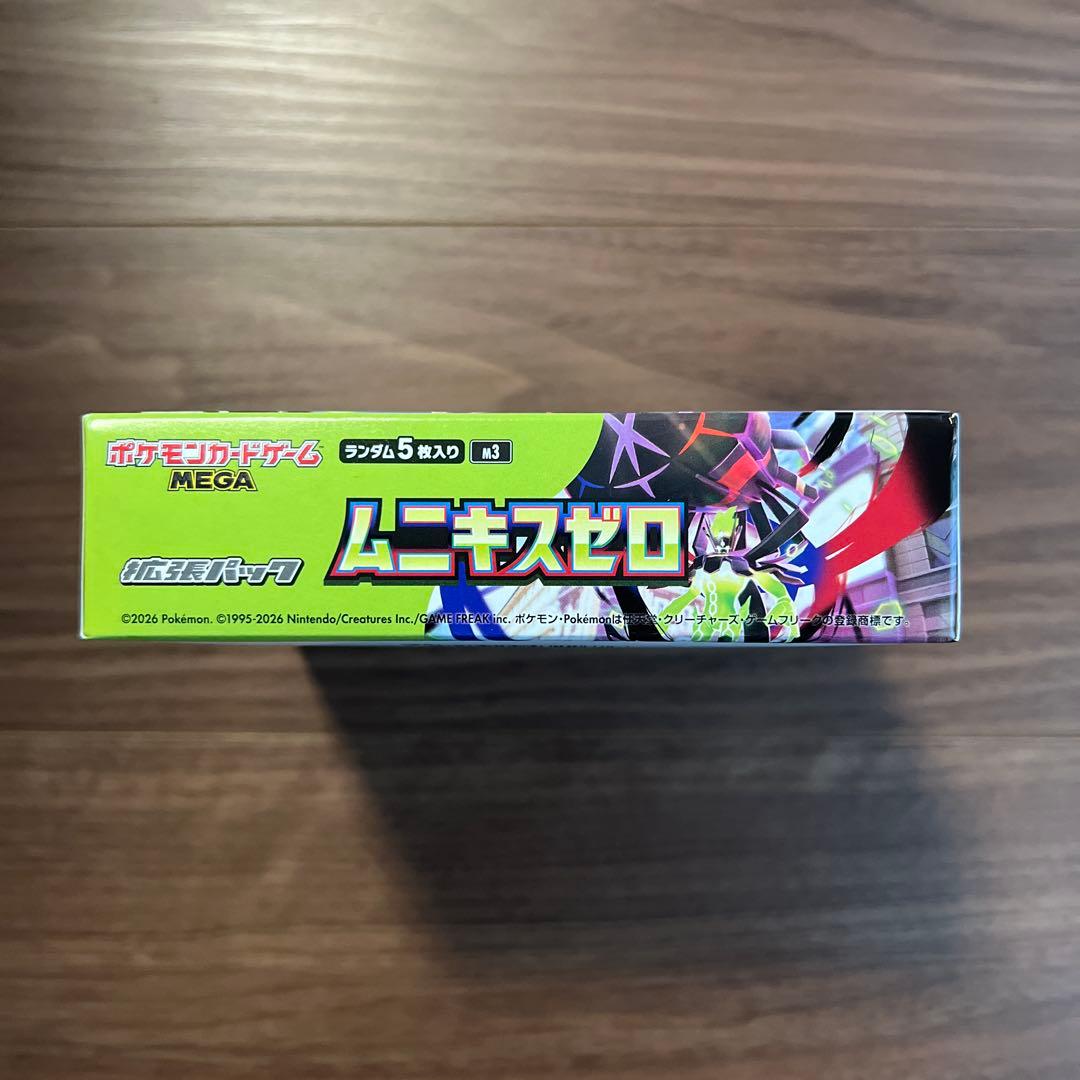 ポケモンカードゲーム
MEGA
ランダム5枚入り M3
拡張パック
ムニキスゼロ
©2026 Pokémon. ©1995-2026 Nintendo/Creatures Inc./GAME FREAK inc. ポケモン・Pokémonは任天堂・クリーチャーズ・ゲームフリークの登録商標です。